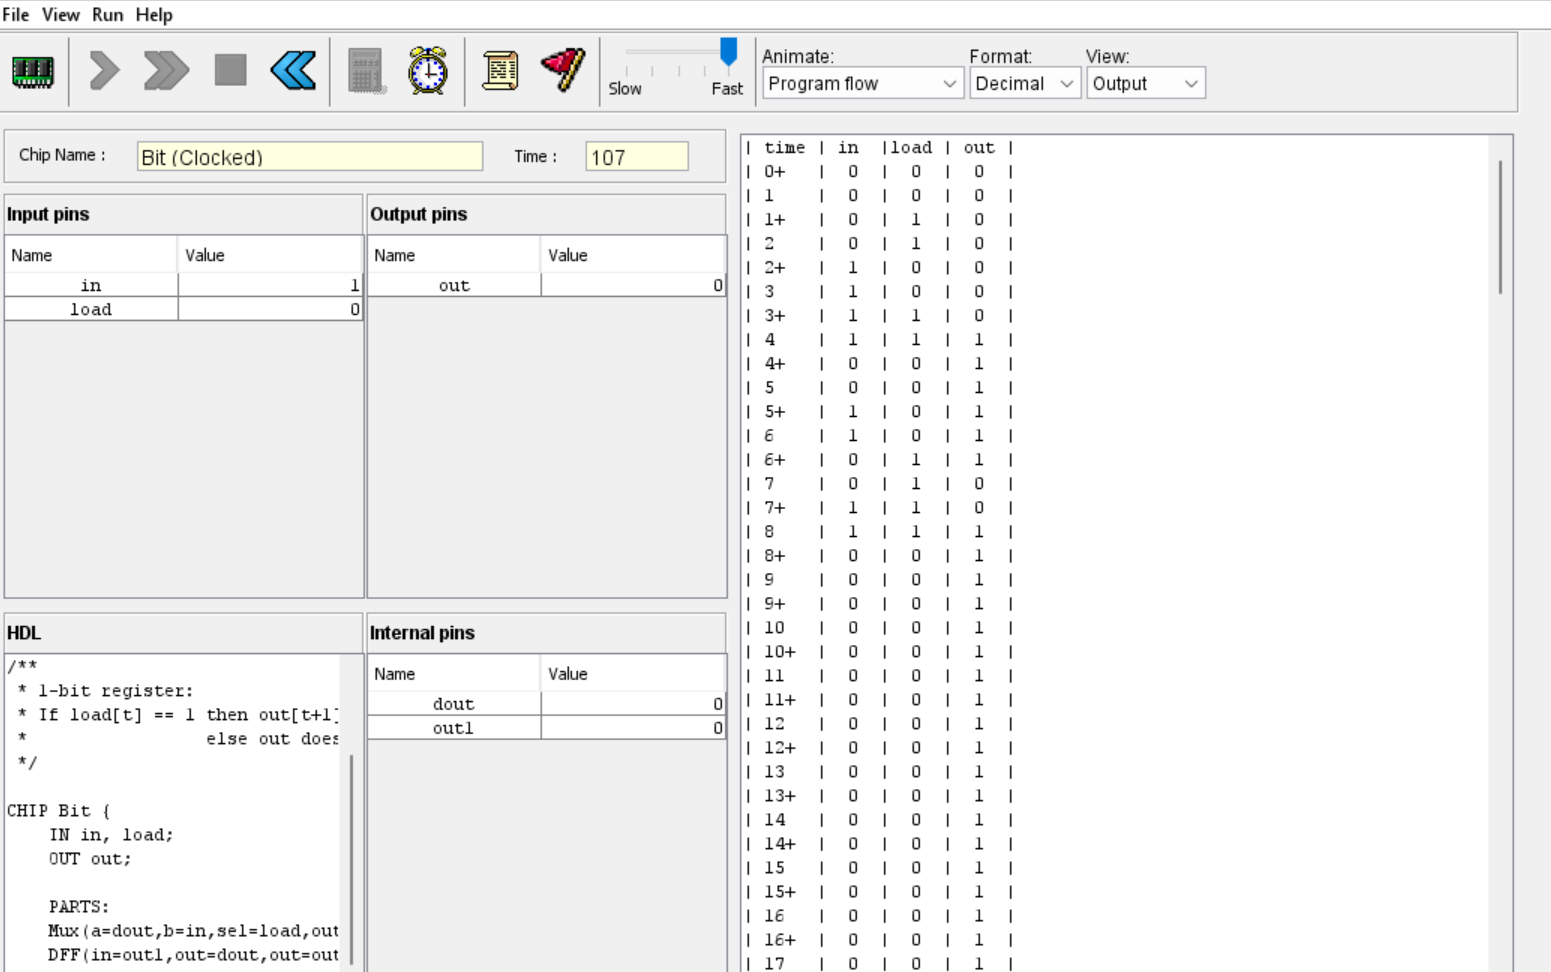 File View Run Help
Animate: Format: View:
Slow Fast Program flow Decimal Output
Chip Name : Bit (Clocked) Time : 107
Input pins
Name Value
in 1
load 0
Output pins
Name Value
out 0
HDL
/**
* 1-bit register:
* If load[t] == 1 then out[t+1]
* else out does
*/
CHIP Bit {
IN in, load;
OUT out;
PARTS:
Mux(a=dout,b=in,sel=load,out
DFF(in=out1,out=dout,out=out
Internal pins
Name Value
dout 0
out1 0
| time | in |load | out |
| 0+ | 0 | 0 | 0 |
| 1 | 0 | 0 | 0 |
| 1+ | 0 | 1 | 0 |
| 2 | 0 | 1 | 0 |
| 2+ | 1 | 0 | 0 |
| 3 | 1 | 0 | 0 |
| 3+ | 1 | 1 | 0 |
| 4 | 1 | 1 | 1 |
| 4+ | 0 | 0 | 1 |
| 5 | 0 | 0 | 1 |
| 5+ | 1 | 0 | 1 |
| 6 | 1 | 0 | 1 |
| 6+ | 0 | 1 | 1 |
| 7 | 0 | 1 | 0 |
| 7+ | 1 | 1 | 0 |
| 8 | 1 | 1 | 1 |
| 8+ | 0 | 0 | 1 |
| 9 | 0 | 0 | 1 |
| 9+ | 0 | 0 | 1 |
| 10 | 0 | 0 | 1 |
| 10+ | 0 | 0 | 1 |
| 11 | 0 | 0 | 1 |
| 11+ | 0 | 0 | 1 |
| 12 | 0 | 0 | 1 |
| 12+ | 0 | 0 | 1 |
| 13 | 0 | 0 | 1 |
| 13+ | 0 | 0 | 1 |
| 14 | 0 | 0 | 1 |
| 14+ | 0 | 0 | 1 |
| 15 | 0 | 0 | 1 |
| 15+ | 0 | 0 | 1 |
| 16 | 0 | 0 | 1 |
| 16+ | 0 | 0 | 1 |
| 17 | 0 | 0 | 1 |